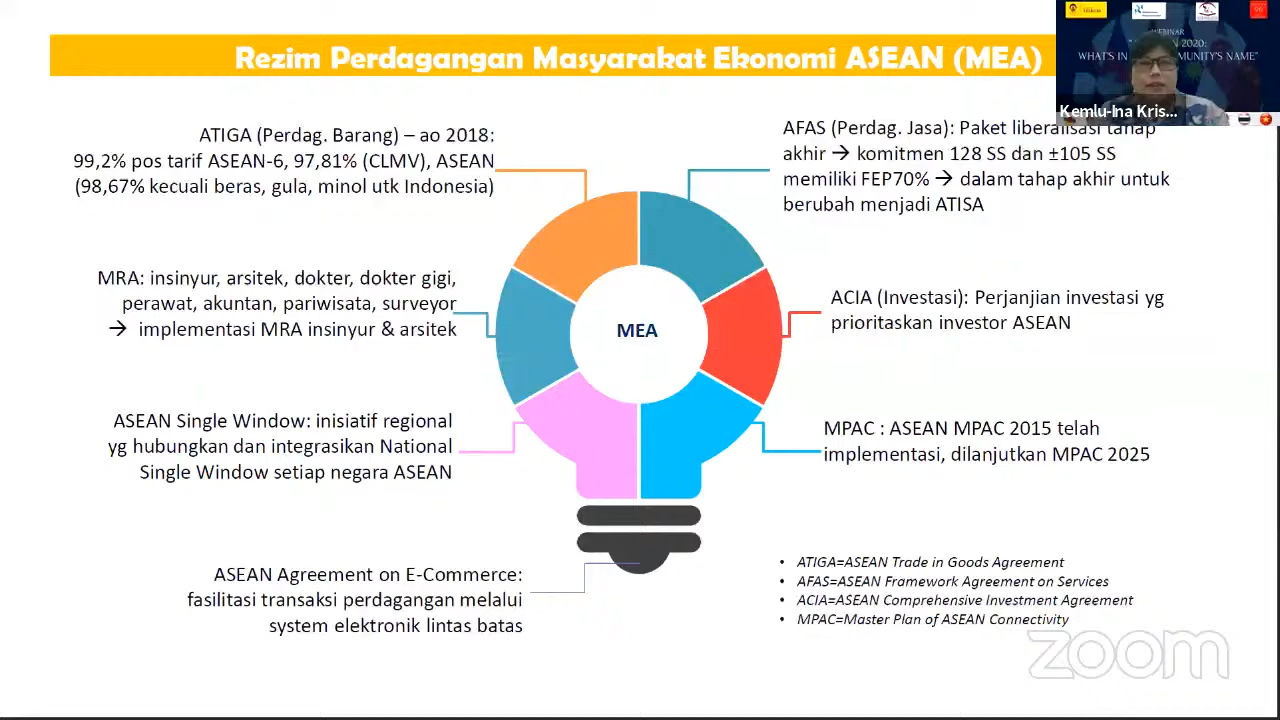 Rezim Perdagangan Masyarakat Ekonomi ASEAN (MEA)
2020:
WHAT'S IN
NAME"
Kemlu-Ina Kris...
ATIGA (Perdag. Barang) – ao 2018:
99,2% pos tarif ASEAN-6, 97,81% (CLMV), ASEAN
(98,67% kecuali beras, gula, minol utk Indonesia)
AFAS (Perdag. Jasa): Paket liberalisasi tahap
akhir → komitmen 128 SS dan ±105 SS
memiliki FEP70% → dalam tahap akhir untuk
berubah menjadi ATISA
MRA: insinyur, arsitek, dokter, dokter gigi,
perawat, akuntan, pariwisata, surveyor
→ implementasi MRA insinyur & arsitek
ACIA (Investasi): Perjanjian investasi yg
prioritaskan investor ASEAN
MEA
ASEAN Single Window: inisiatif regional
yg hubungkan dan integrasikan National
Single Window setiap negara ASEAN
MPAC : ASEAN MPAC 2015 telah
implementasi, dilanjutkan MPAC 2025
ASEAN Agreement on E-Commerce:
fasilitasi transaksi perdagangan melalui
system elektronik lintas batas
• ATIGA=ASEAN Trade in Goods Agreement
• AFAS=ASEAN Framework Agreement on Services
• ACIA=ASEAN Comprehensive Investment Agreement
• MPAC=Master Plan of ASEAN Connectivity
zoom